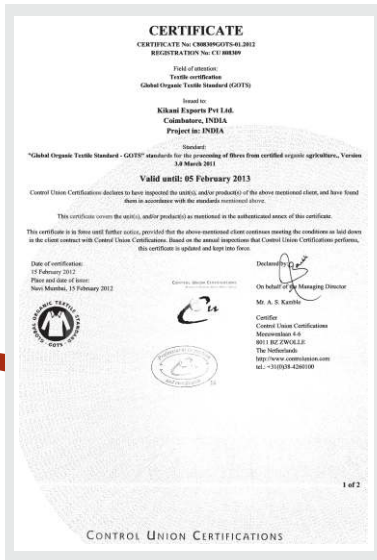 CERTIFICATE
CERTIFICATE No: C808309GOTS-01.2012
REGISTRATION No: CU 808309
Field of attention:
Textile certification
Global Organic Textile Standard (GOTS)
Issued to:
Kikani Exports Pvt Ltd.
Coimbatore, INDIA
Project in: INDIA
Standard:
"Global Organic Textile Standard - GOTS" standards for the processing of fibres from certified organic agriculture., Version
3.0 March 2011
Valid until: 05 February 2013
Control Union Certifications declares to have inspected the unit(s), and/or product(s) of the above mentioned client, and have found
them in accordance with the standards mentioned above.
This certificate covers the unit(s), and/or product(s) as mentioned in the authenticated annex of this certificate.
This certificate is in force until further notice, provided that the above-mentioned client continues meeting the conditions as laid down
in the client contract with Control Union Certifications. Based on the annual inspections that Control Union Certifications performs,
this certificate is updated and kept into force.
Date of certification:
15 February 2012
Place and date of issue:
Navi Mumbai, 15 February 2012
GLOBAL ORGANIC TEXTILE STANDARD
GOTS
CONTROL UNION CERTIFICATIONS
Cu
Declared by:
On behalf of the Managing Director
Mr. A. S. Kamble
Certifier
Control Union Certifications
Meeuwenlaan 4-6
8011 BZ ZWOLLE
The Netherlands
http://www.controlunion.com
tel.: +31(0)38-4260100
1 of 2
CONTROL UNION CERTIFICATIONS